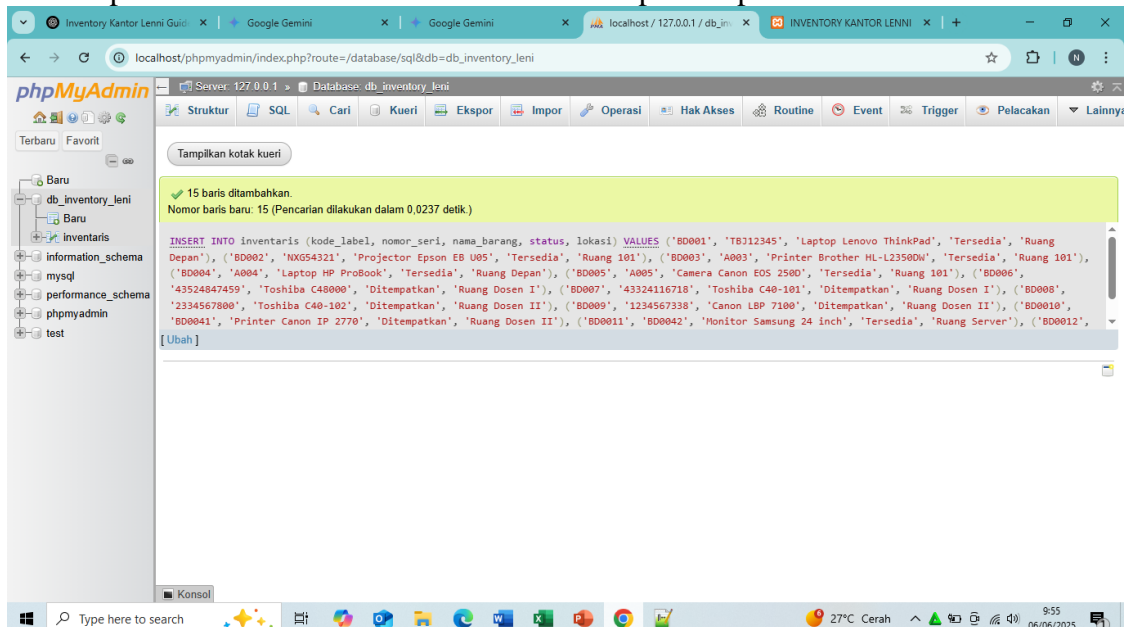 Inventory Kantor Lenni Guid
Google Gemini
Google Gemini
localhost / 127.0.0.1 / db_inv
INVENTORY KANTOR LENNI
localhost/phpmyadmin/index.php?route=/database/sql&db=db_inventory_leni
N
phpMyAdmin
Terbaru Favorit
Baru
db_inventory_leni
Baru
inventaris
information_schema
mysql
performance_schema
phpmyadmin
test
Server: 127.0.0.1 » Database: db_inventory_leni
Struktur SQL Cari Kueri Ekspor Impor Operasi Hak Akses Routine Event Trigger Pelacakan Lainnya
Tampilkan kotak kueri
15 baris ditambahkan.
Nomor baris baru: 15 (Pencarian dilakukan dalam 0,0237 detik.)
INSERT INTO inventaris (kode_label, nomor_seri, nama_barang, status, lokasi) VALUES ('BD001', 'TBJ12345', 'Laptop Lenovo ThinkPad', 'Tersedia', 'Ruang
Depan'), ('BD002', 'NXG54321', 'Projector Epson EB U05', 'Tersedia', 'Ruang 101'), ('BD003', 'A003', 'Printer Brother HL-L2350DW', 'Tersedia', 'Ruang 101'),
('BD004', 'A004', 'Laptop HP ProBook', 'Tersedia', 'Ruang Depan'), ('BD005', 'A005', 'Camera Canon EOS 250D', 'Tersedia', 'Ruang 101'), ('BD006',
'43524847459', 'Toshiba C48000', 'Ditempatkan', 'Ruang Dosen I'), ('BD007', '43324116718', 'Toshiba C40-101', 'Ditempatkan', 'Ruang Dosen I'), ('BD008',
'2334567800', 'Toshiba C40-102', 'Ditempatkan', 'Ruang Dosen II'), ('BD009', '1234567338', 'Canon LBP 7100', 'Ditempatkan', 'Ruang Dosen II'), ('BD0010',
'BD0041', 'Printer Canon IP 2770', 'Ditempatkan', 'Ruang Dosen II'), ('BD0011', 'BD0042', 'Monitor Samsung 24 inch', 'Tersedia', 'Ruang Server'), ('BD0012',
[ Ubah ]
Konsol
Type here to search
27°C Cerah
9:55
06/06/2025